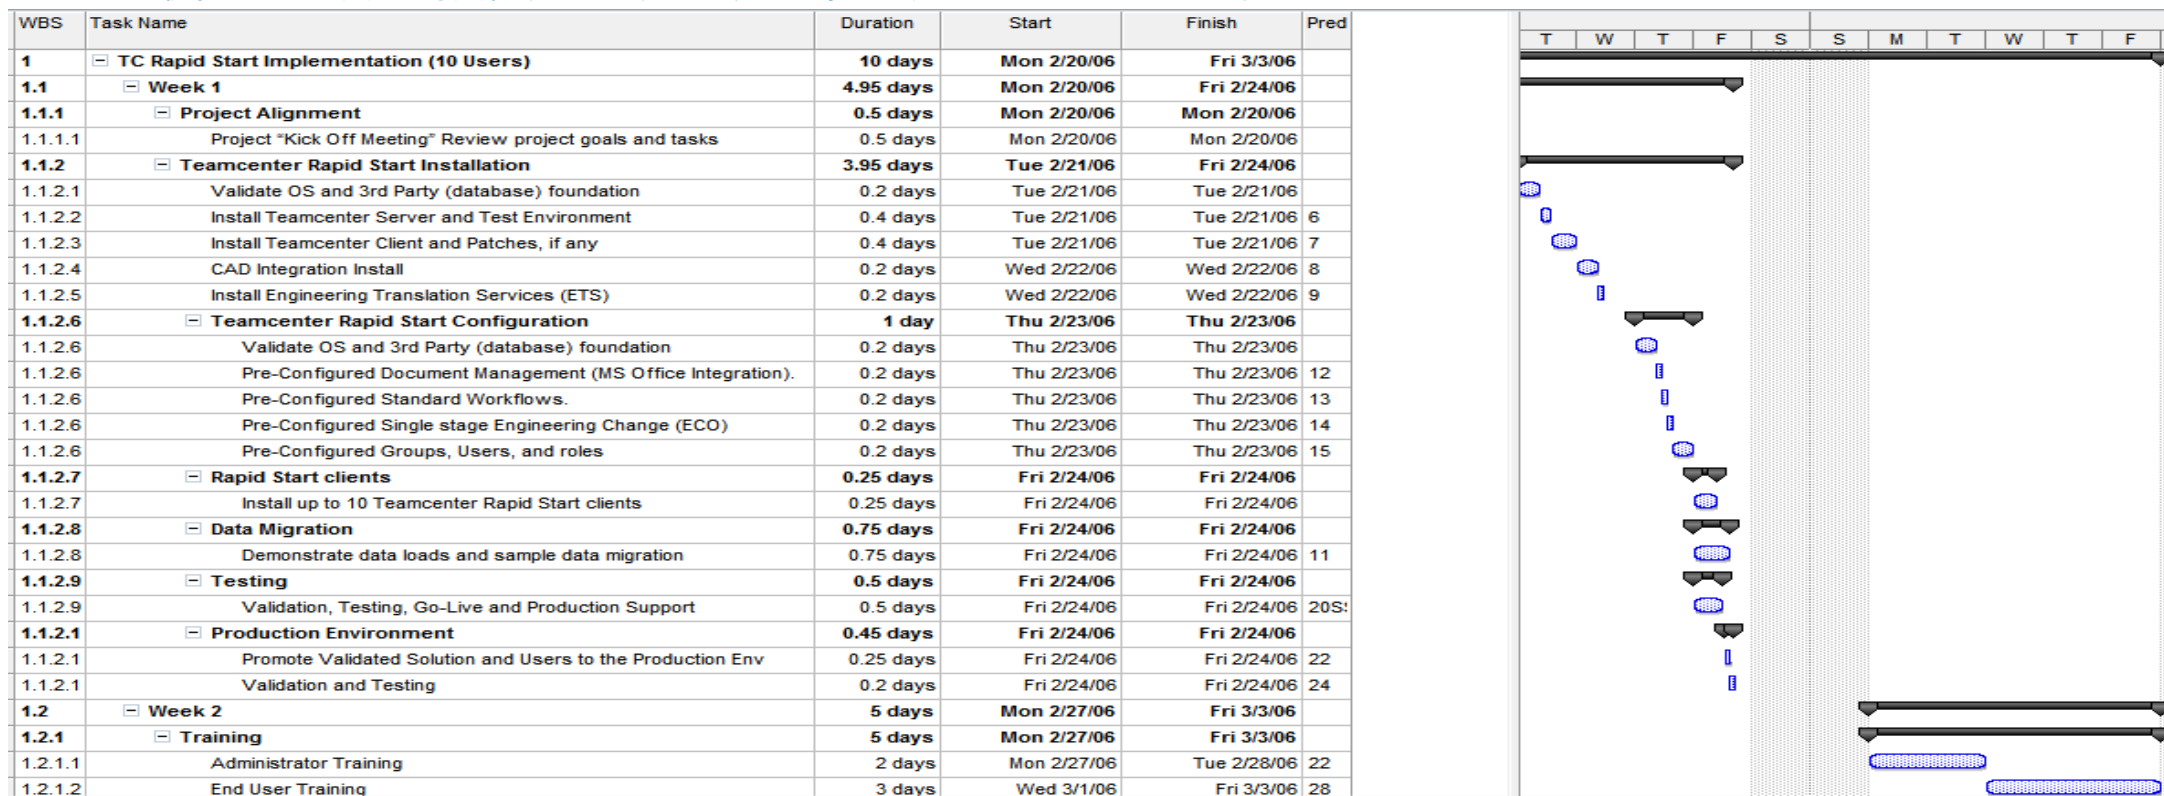 WBS Task Name Duration Start Finish Pred
T W T F S S M T W T F
1 TC Rapid Start Implementation (10 Users) 10 days Mon 2/20/06 Fri 3/3/06
1.1 Week 1 4.95 days Mon 2/20/06 Fri 2/24/06
1.1.1 Project Alignment 0.5 days Mon 2/20/06 Mon 2/20/06
1.1.1.1 Project “Kick Off Meeting” Review project goals and tasks 0.5 days Mon 2/20/06 Mon 2/20/06
1.1.2 Teamcenter Rapid Start Installation 3.95 days Tue 2/21/06 Fri 2/24/06
1.1.2.1 Validate OS and 3rd Party (database) foundation 0.2 days Tue 2/21/06 Tue 2/21/06
1.1.2.2 Install Teamcenter Server and Test Environment 0.4 days Tue 2/21/06 Tue 2/21/06 6
1.1.2.3 Install Teamcenter Client and Patches, if any 0.4 days Tue 2/21/06 Tue 2/21/06 7
1.1.2.4 CAD Integration Install 0.2 days Wed 2/22/06 Wed 2/22/06 8
1.1.2.5 Install Engineering Translation Services (ETS) 0.2 days Wed 2/22/06 Wed 2/22/06 9
1.1.2.6 Teamcenter Rapid Start Configuration 1 day Thu 2/23/06 Thu 2/23/06
1.1.2.6 Validate OS and 3rd Party (database) foundation 0.2 days Thu 2/23/06 Thu 2/23/06
1.1.2.6 Pre-Configured Document Management (MS Office Integration). 0.2 days Thu 2/23/06 Thu 2/23/06 12
1.1.2.6 Pre-Configured Standard Workflows. 0.2 days Thu 2/23/06 Thu 2/23/06 13
1.1.2.6 Pre-Configured Single stage Engineering Change (ECO) 0.2 days Thu 2/23/06 Thu 2/23/06 14
1.1.2.6 Pre-Configured Groups, Users, and roles 0.2 days Thu 2/23/06 Thu 2/23/06 15
1.1.2.7 Rapid Start clients 0.25 days Fri 2/24/06 Fri 2/24/06
1.1.2.7 Install up to 10 Teamcenter Rapid Start clients 0.25 days Fri 2/24/06 Fri 2/24/06
1.1.2.8 Data Migration 0.75 days Fri 2/24/06 Fri 2/24/06
1.1.2.8 Demonstrate data loads and sample data migration 0.75 days Fri 2/24/06 Fri 2/24/06 11
1.1.2.9 Testing 0.5 days Fri 2/24/06 Fri 2/24/06
1.1.2.9 Validation, Testing, Go-Live and Production Support 0.5 days Fri 2/24/06 Fri 2/24/06 20S
1.1.2.1 Production Environment 0.45 days Fri 2/24/06 Fri 2/24/06
1.1.2.1 Promote Validated Solution and Users to the Production Env 0.25 days Fri 2/24/06 Fri 2/24/06 22
1.1.2.1 Validation and Testing 0.2 days Fri 2/24/06 Fri 2/24/06 24
1.2 Week 2 5 days Mon 2/27/06 Fri 3/3/06
1.2.1 Training 5 days Mon 2/27/06 Fri 3/3/06
1.2.1.1 Administrator Training 2 days Mon 2/27/06 Tue 2/28/06 22
1.2.1.2 End User Training 3 days Wed 3/1/06 Fri 3/3/06 28